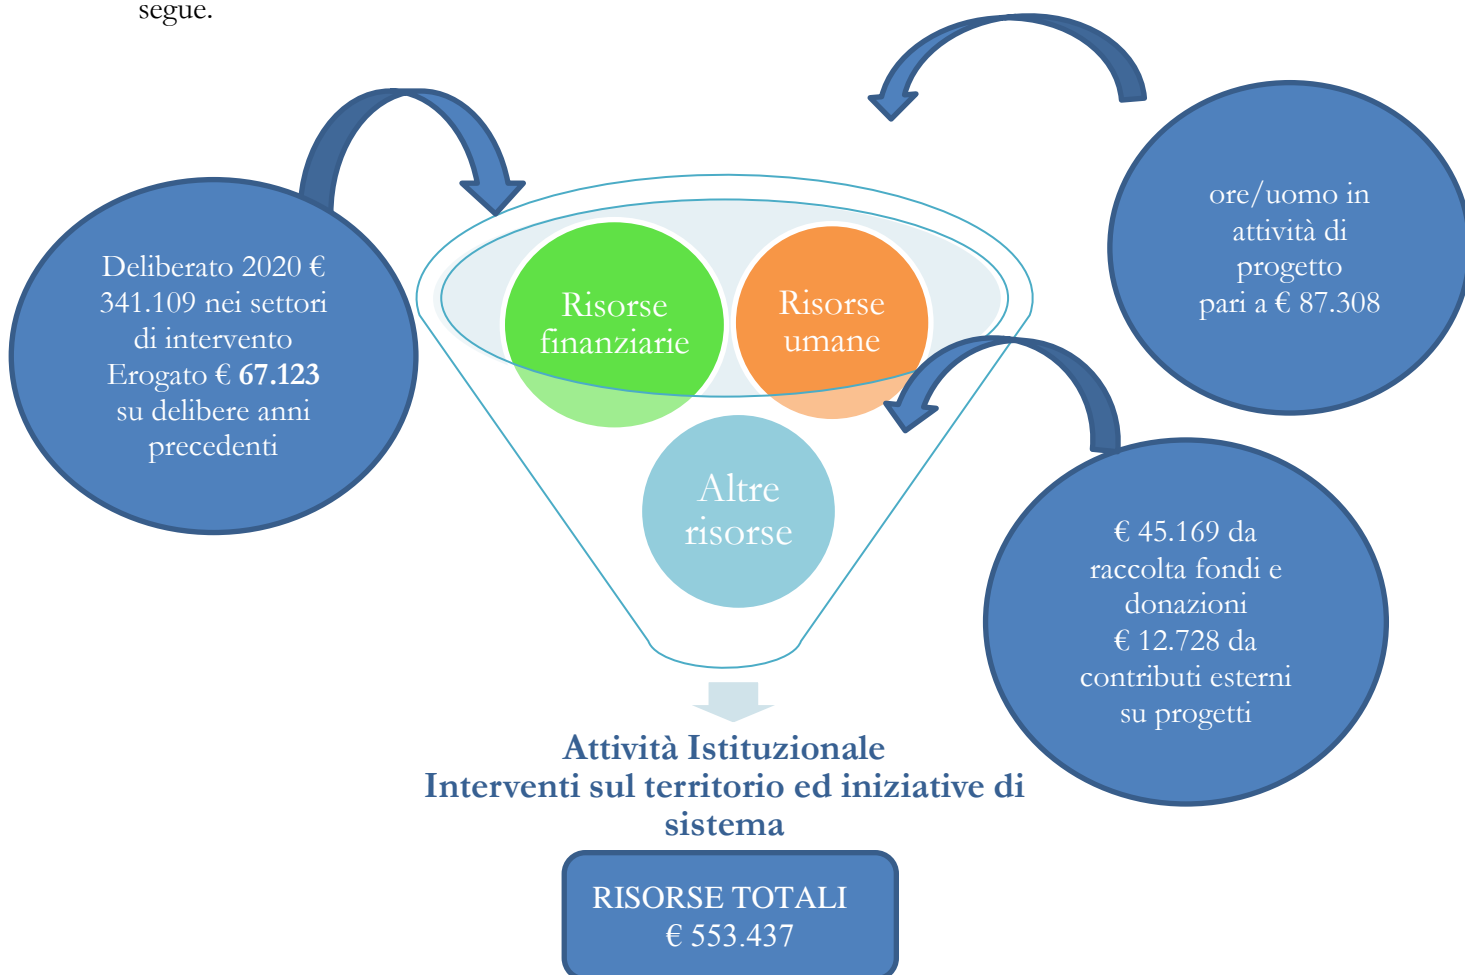 segue.
Deliberato 2020 €
341.109 nei settori
di intervento
Erogato € 67.123
su delibere anni
precedenti
Risorse
finanziarie
Risorse
umane
Altre
risorse
ore/uomo in
attività di
progetto
pari a € 87.308
€ 45.169 da
raccolta fondi e
donazioni
€ 12.728 da
contributi esterni
su progetti
Attività Istituzionale
Interventi sul territorio ed iniziative di
sistema
RISORSE TOTALI
€ 553.437